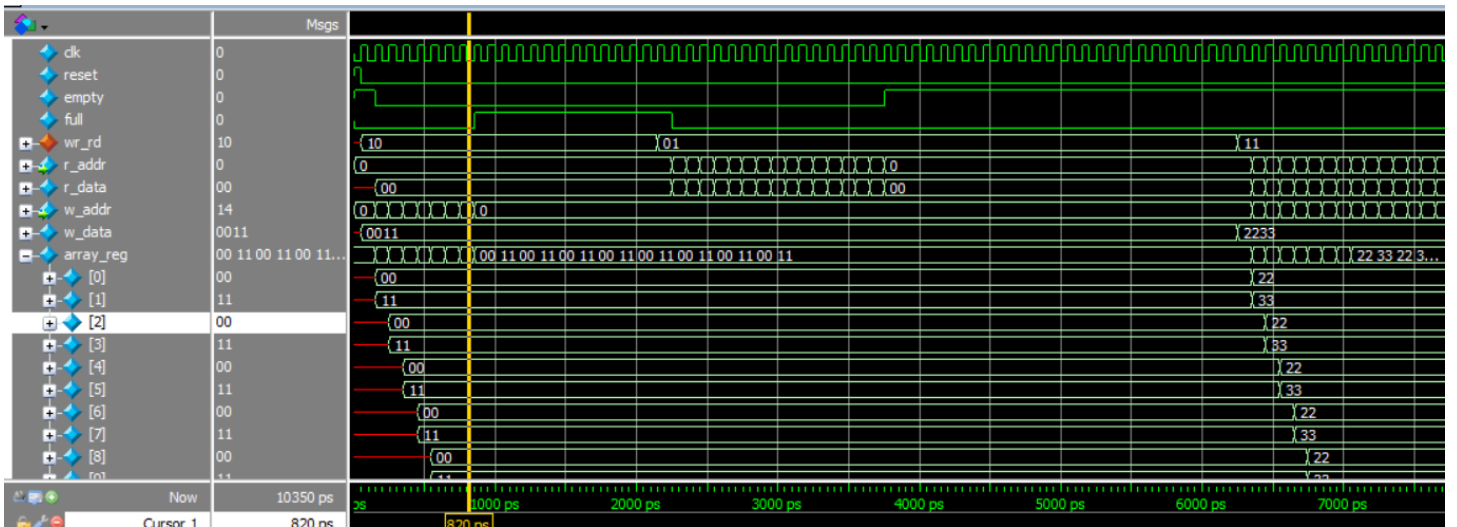 Msgs
clk 0
reset 0
empty 0
full 0
wr_rd 10 10 01 11
r_addr 0 0 0
r_data 00 00 00
w_addr 14 0 0
w_data 0011 0011 2233
array_reg 00 11 00 11 00 11... 00 11 00 11 00 11 00 11 00 11 00 11 00 11 00 11 22 33 22 3...
[0] 00 00 22
[1] 11 11 33
[2] 00 00 22
[3] 11 11 33
[4] 00 00 22
[5] 11 11 33
[6] 00 00 22
[7] 11 11 33
[8] 00 00 22
Now 10350 ps ps 1000 ps 2000 ps 3000 ps 4000 ps 5000 ps 6000 ps 7000 ps
Cursor 1 820 ps 820 ps